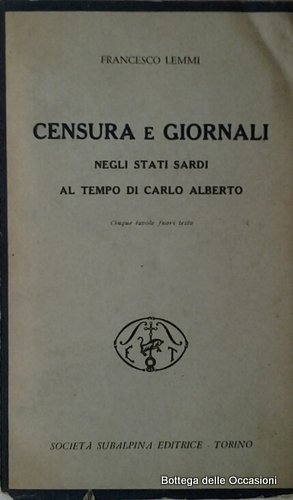 FRANCESCO LEMMI
CENSURA E GIORNALI
NEGLI STATI SARDI
AL TEMPO DI CARLO ALBERTO
Cinque tavole fuori testo
E T
SOCIETÀ SUBALPINA EDITRICE - TORINO
Bottega delle Occasioni